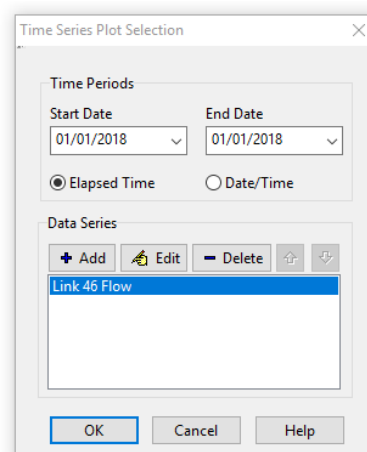 Time Series Plot Selection
Time Periods
Start Date End Date
01/01/2018 01/01/2018
Elapsed Time Date/Time
Data Series
Add Edit Delete
Link 46 Flow
OK Cancel Help